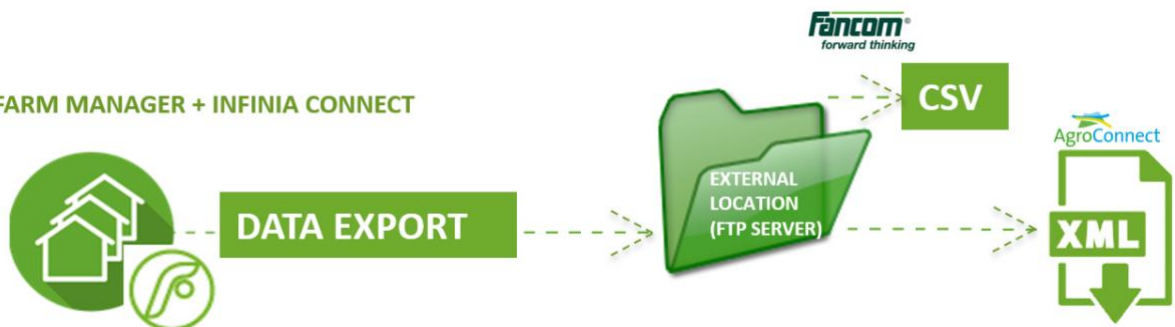 Fancom®
forward thinking
FARM MANAGER + INFINIA CONNECT
CSV
AgroConnect
DATA EXPORT
EXTERNAL
LOCATION
(FTP SERVER)
XML